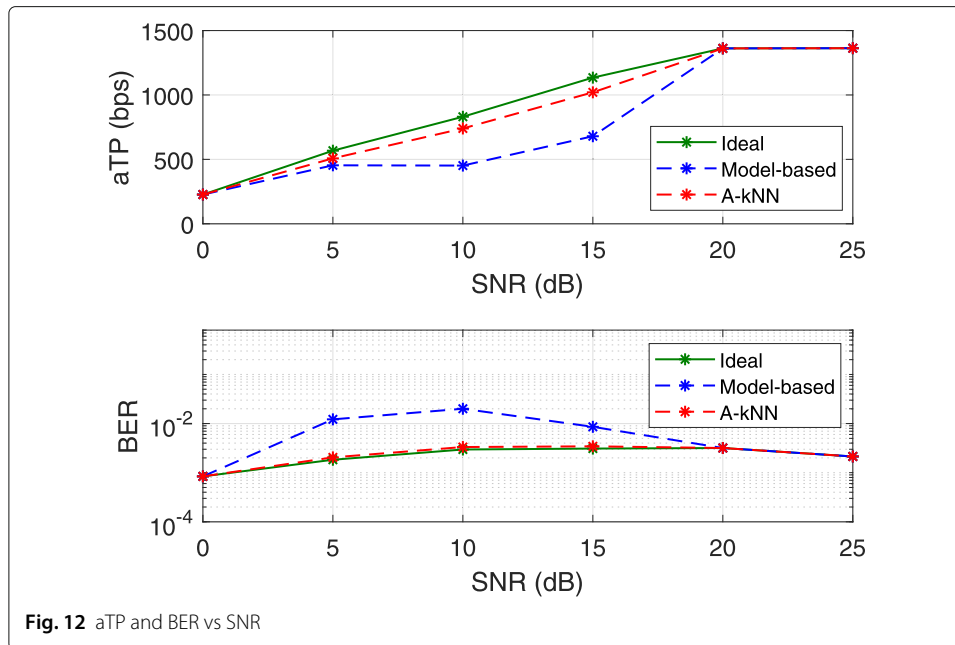 1500
1000
500
0
aTP (bps)
Ideal
Model-based
A-kNN
0 5 10 15 20 25
SNR (dB)
10-2
10-4
BER
Ideal
Model-based
A-kNN
0 5 10 15 20 25
SNR (dB)
Fig. 12 aTP and BER vs SNR